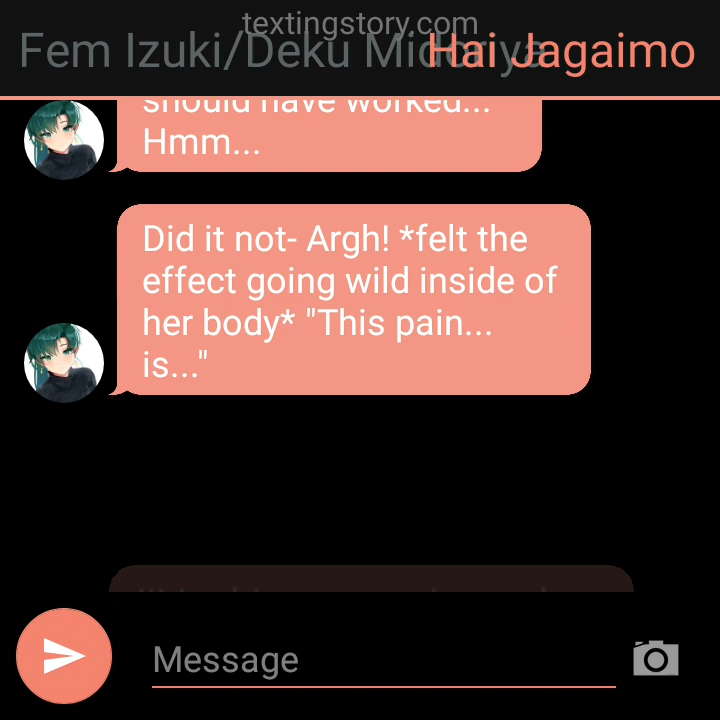 textingstory.com
Fem Izuki/Deku Midoriya
Hai Jagaimo
should have worked...
Hmm...
Did it not- Argh! *felt the
effect going wild inside of
her body* "This pain...
is..."
Message